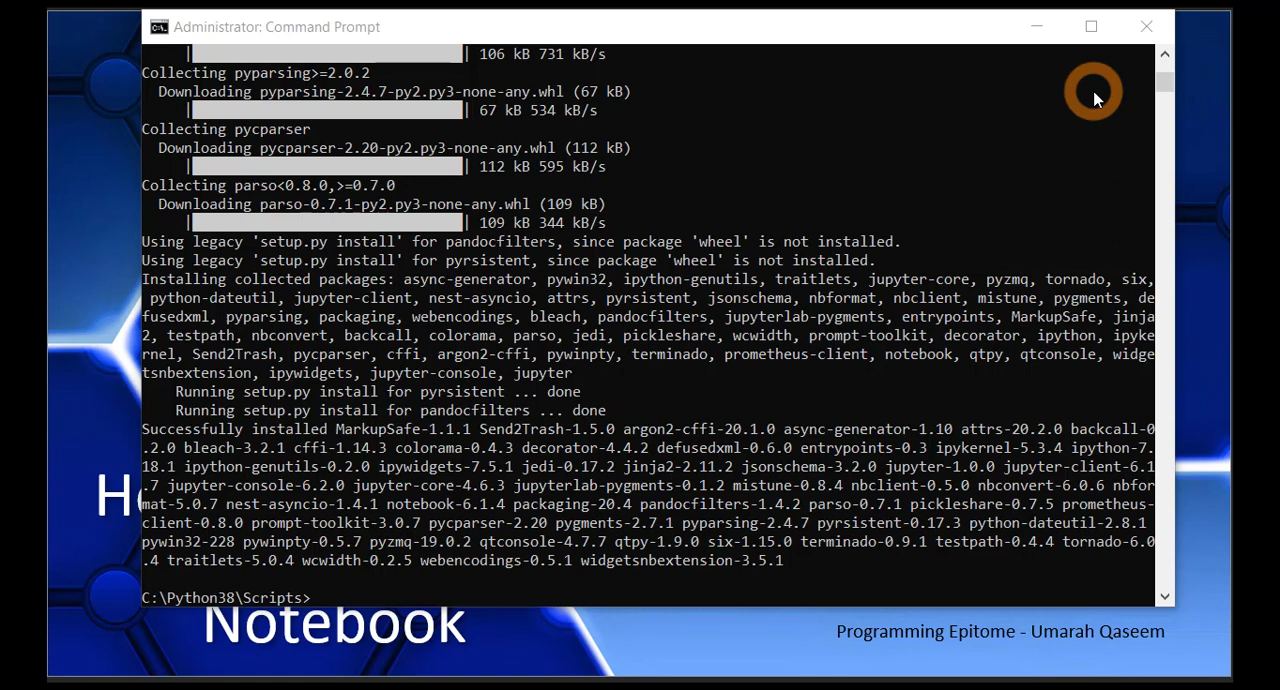 Administrator: Command Prompt
| | 106 kB 731 kB/s
Collecting pyparsing>=2.0.2
Downloading pyparsing-2.4.7-py2.py3-none-any.whl (67 kB)
| | 67 kB 534 kB/s
Collecting pycparser
Downloading pycparser-2.20-py2.py3-none-any.whl (112 kB)
| | 112 kB 595 kB/s
Collecting parso<0.8.0,>=0.7.0
Downloading parso-0.7.1-py2.py3-none-any.whl (109 kB)
| | 109 kB 344 kB/s
Using legacy 'setup.py install' for pandocfilters, since package 'wheel' is not installed.
Using legacy 'setup.py install' for pyrsistent, since package 'wheel' is not installed.
Installing collected packages: async-generator, pywin32, ipython-genutils, traitlets, jupyter-core, pyzmq, tornado, six,
python-dateutil, jupyter-client, nest-asyncio, attrs, pyrsistent, jsonschema, nbformat, nbclient, mistune, pygments, de
fusedxml, pyparsing, packaging, webencodings, bleach, pandocfilters, jupyterlab-pygments, entrypoints, MarkupSafe, jinja
2, testpath, nbconvert, backcall, colorama, parso, jedi, pickleshare, wcwidth, prompt-toolkit, decorator, ipython, ipyke
rnel, Send2Trash, pycparser, cffi, argon2-cffi, pywinpty, terminado, prometheus-client, notebook, qtpy, qtconsole, widge
tsnbextension, ipywidgets, jupyter-console, jupyter
Running setup.py install for pyrsistent ... done
Running setup.py install for pandocfilters ... done
Successfully installed MarkupSafe-1.1.1 Send2Trash-1.5.0 argon2-cffi-20.1.0 async-generator-1.10 attrs-20.2.0 backcall-0
.2.0 bleach-3.2.1 cffi-1.14.3 colorama-0.4.3 decorator-4.4.2 defusedxml-0.6.0 entrypoints-0.3 ipykernel-5.3.4 ipython-7.
18.1 ipython-genutils-0.2.0 ipywidgets-7.5.1 jedi-0.17.2 jinja2-2.11.2 jsonschema-3.2.0 jupyter-1.0.0 jupyter-client-6.1
.7 jupyter-console-6.2.0 jupyter-core-4.6.3 jupyterlab-pygments-0.1.2 mistune-0.8.4 nbclient-0.5.0 nbconvert-6.0.6 nbfor
mat-5.0.7 nest-asyncio-1.4.1 notebook-6.1.4 packaging-20.4 pandocfilters-1.4.2 parso-0.7.1 pickleshare-0.7.5 prometheus-
client-0.8.0 prompt-toolkit-3.0.7 pycparser-2.20 pygments-2.7.1 pyparsing-2.4.7 pyrsistent-0.17.3 python-dateutil-2.8.1
pywin32-228 pywinpty-0.5.7 pyzmq-19.0.2 qtconsole-4.7.7 qtpy-1.9.0 six-1.15.0 terminado-0.9.1 testpath-0.4.4 tornado-6.0
.4 traitlets-5.0.4 wcwidth-0.2.5 webencodings-0.5.1 widgetsnbextension-3.5.1
C:\Python38\Scripts>
Notebook
Programming Epitome - Umarah Qaseem